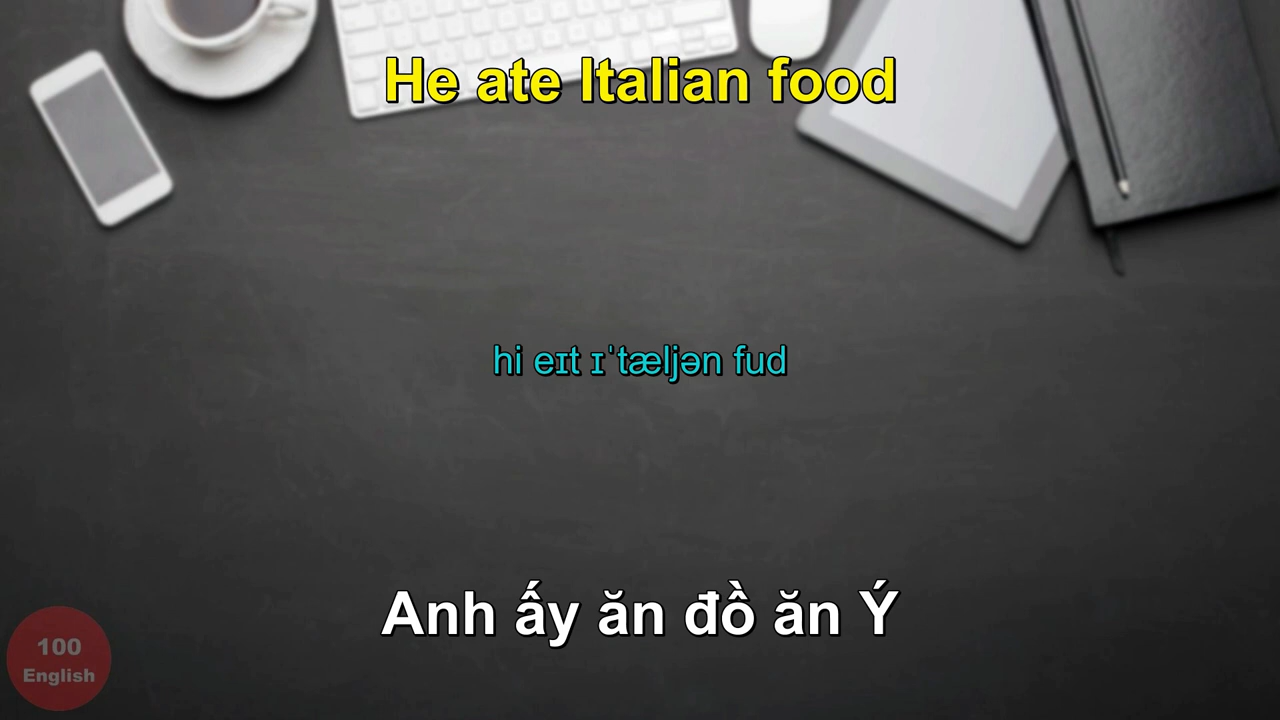 He ate Italian food
hi eɪt ɪˈtæljən fud
Anh ấy ăn đồ ăn Ý
100
English